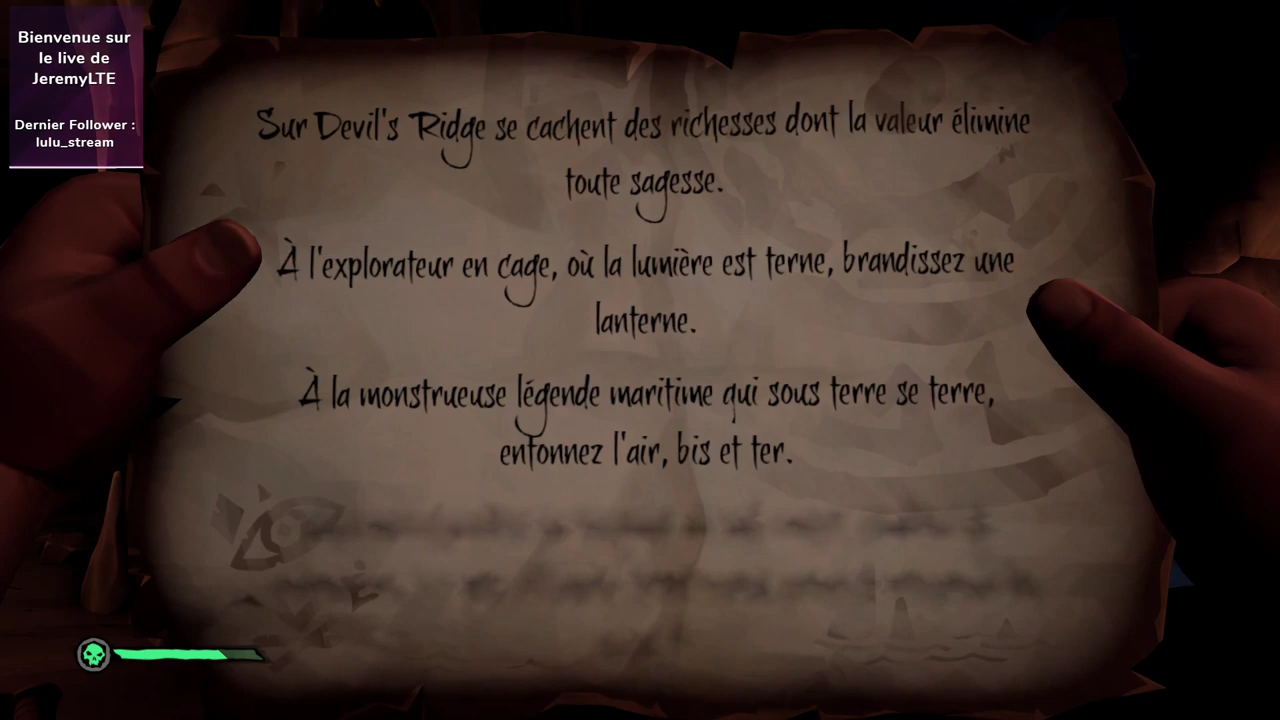 Bienvenue sur
le live de
JeremyLTE
Dernier Follower :
lulu_stream
Sur Devil's Ridge se cachent des richesses dont la valeur élimine
toute sagesse.
À l'explorateur en cage, où la lumière est terne, brandissez une
lanterne.
À la monstrueuse légende maritime qui sous terre se terre,
entonnez l'air, bis et ter.